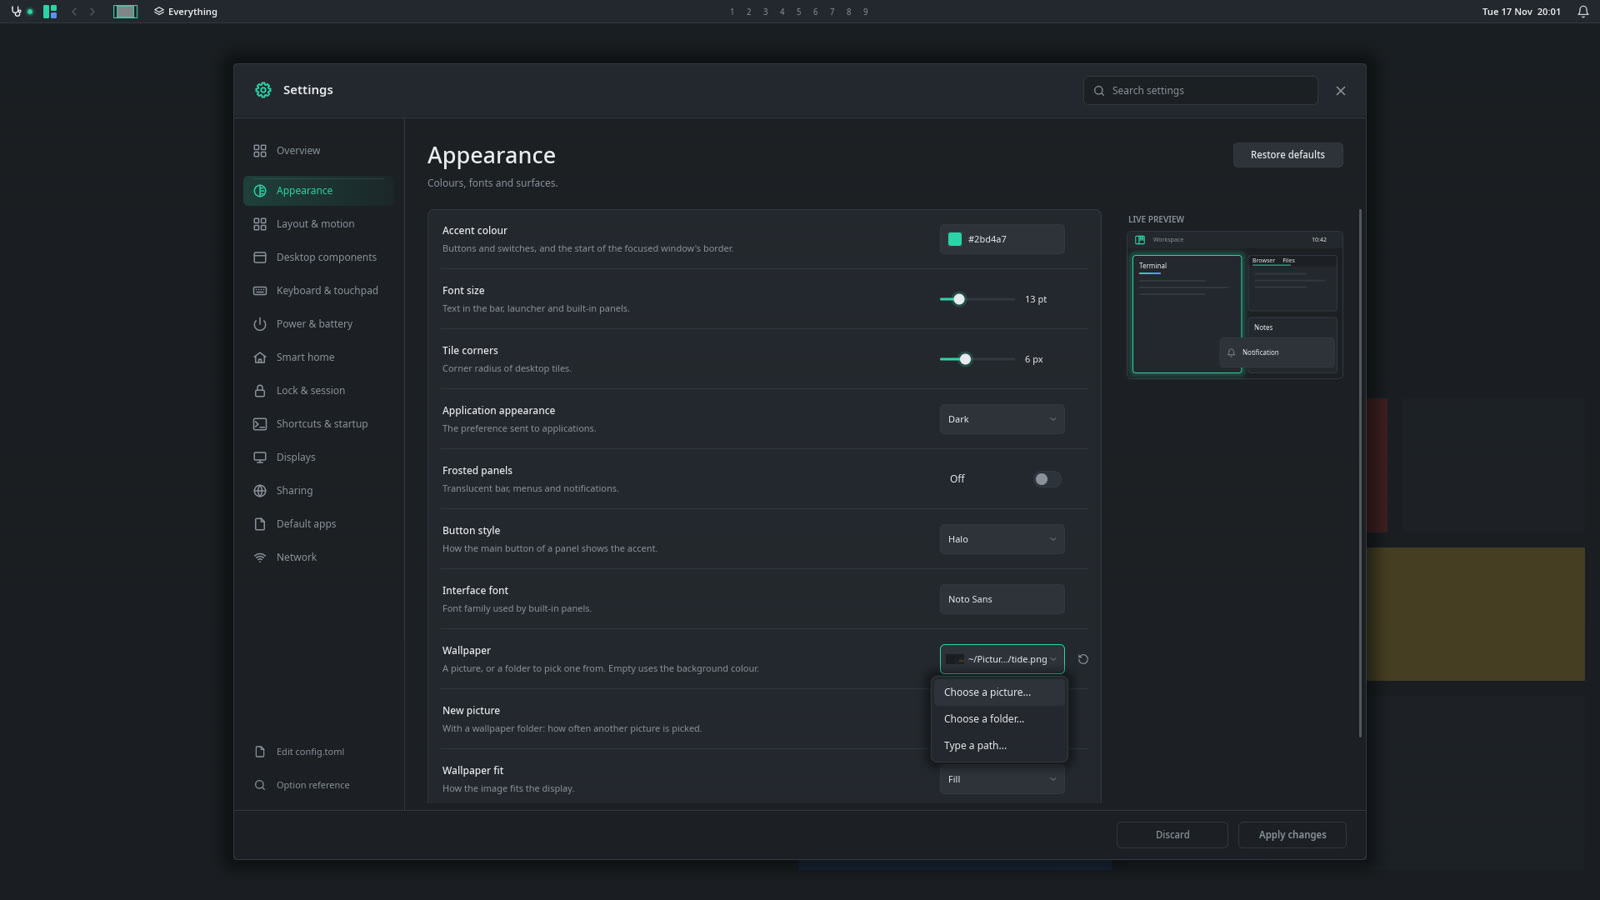 Everything
1 2 3 4 5 6 7 8 9
Tue 17 Nov 20:01
Settings
Search settings
Overview
Appearance
Layout & motion
Desktop components
Keyboard & touchpad
Power & battery
Smart home
Lock & session
Shortcuts & startup
Displays
Sharing
Default apps
Network
Edit config.toml
Option reference
Appearance
Colours, fonts and surfaces.
Restore defaults
Accent colour
Buttons and switches, and the start of the focused window's border.
#2bd4a7
Font size
Text in the bar, launcher and built-in panels.
13 pt
Tile corners
Corner radius of desktop tiles.
6 px
Application appearance
The preference sent to applications.
Dark
Frosted panels
Translucent bar, menus and notifications.
Off
Button style
How the main button of a panel shows the accent.
Halo
Interface font
Font family used by built-in panels.
Noto Sans
Wallpaper
A picture, or a folder to pick one from. Empty uses the background colour.
~/Pictur.../tide.png
Choose a picture...
Choose a folder...
Type a path...
New picture
With a wallpaper folder: how often another picture is picked.
Wallpaper fit
How the image fits the display.
Fill
LIVE PREVIEW
Workspace
10:42
Terminal
Browser Files
Notes
Notification
Discard
Apply changes